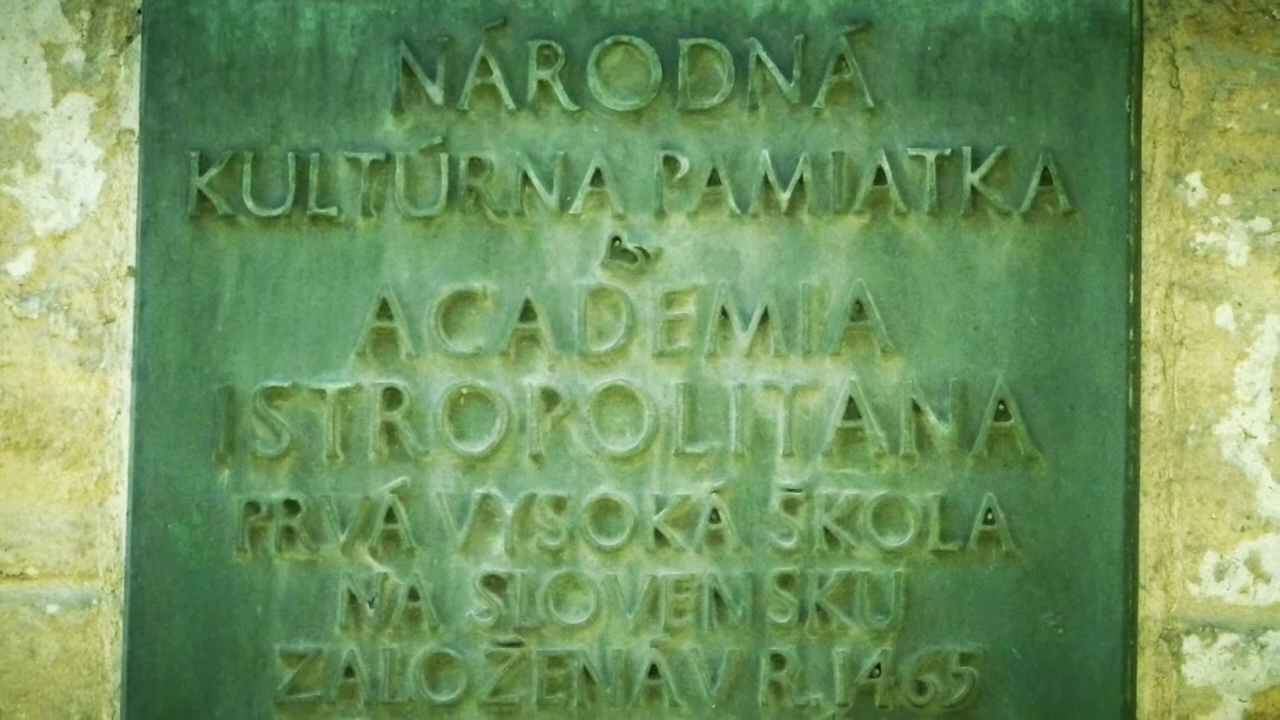 NÁRODNÁ
KULTÚRNA PAMIATKA
ACADEMIA
ISTROPOLITANA
PRVÁ VYSOKÁ ŠKOLA
NA SLOVENSKU
ZALOŽENÁ V R. 1465